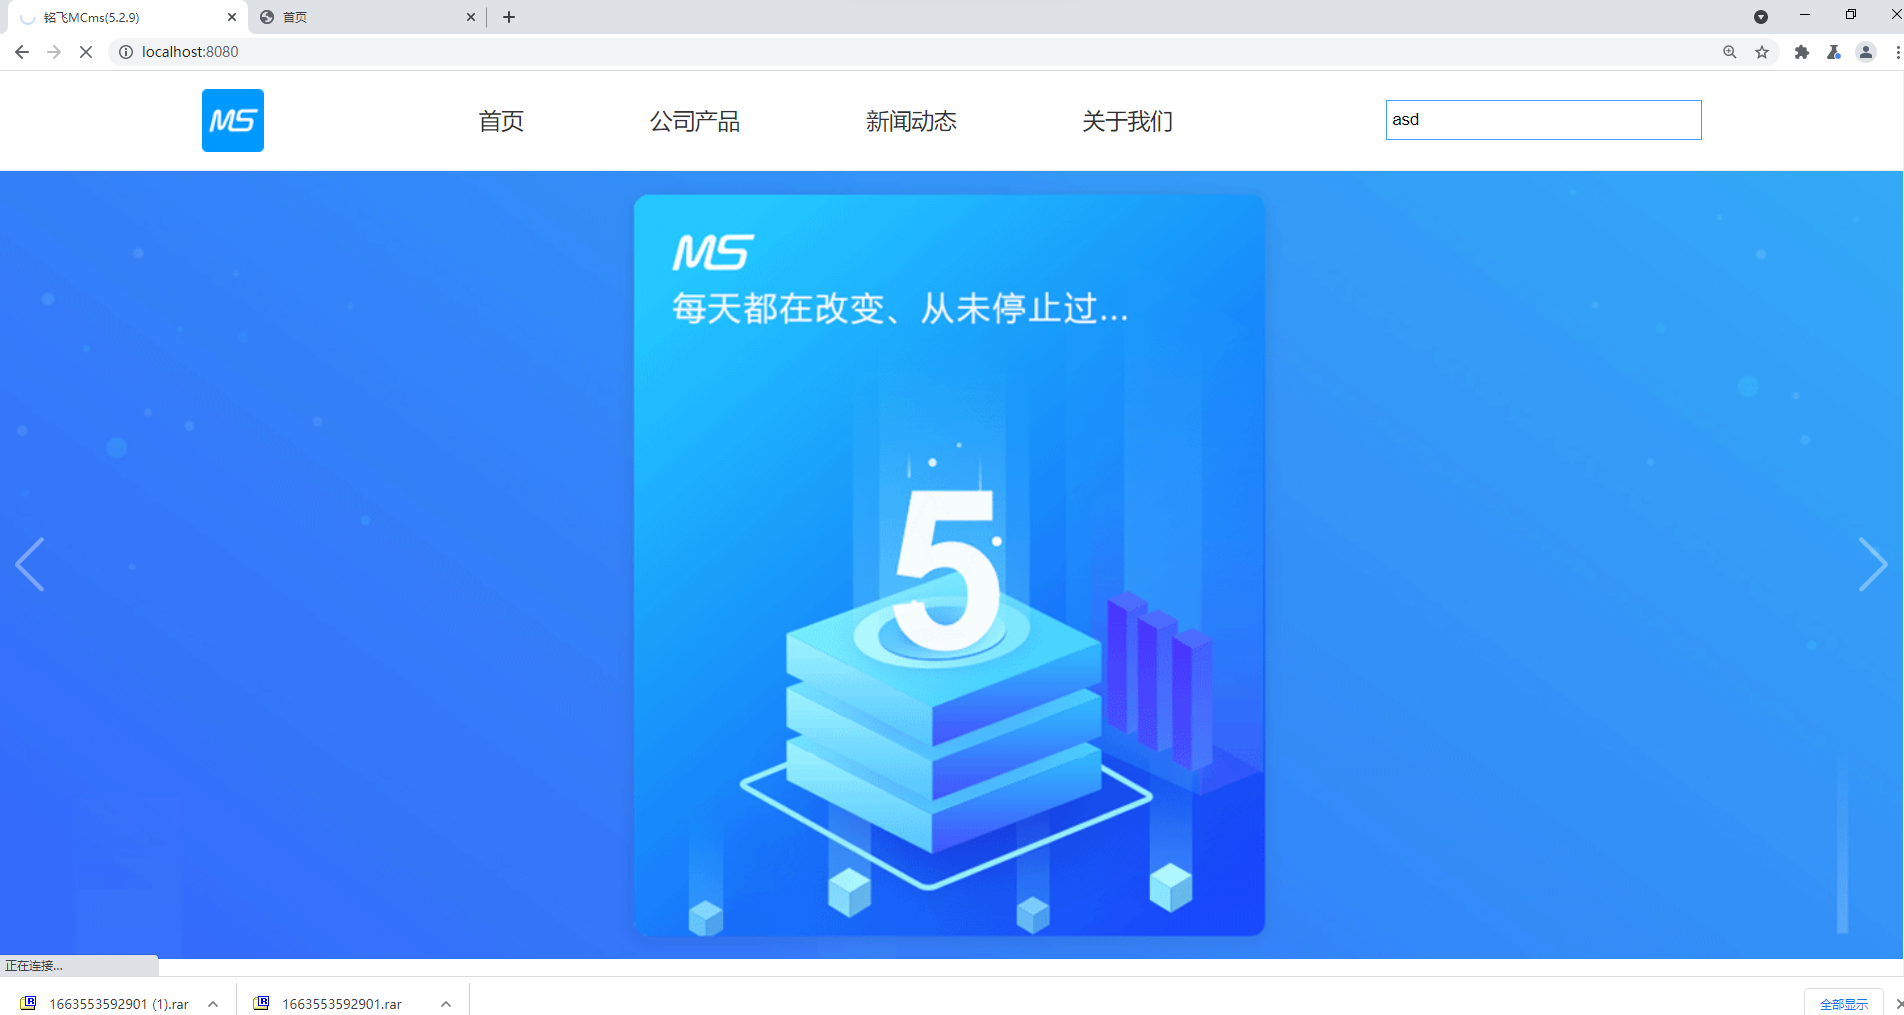 铭飞MCms(5.2.9)
首页
localhost:8080
MS
首页
公司产品
新闻动态
关于我们
asd
MS
每天都在改变、从未停止过...
5
正在连接...
1663553592901 (1).rar
1663553592901.rar
全部显示